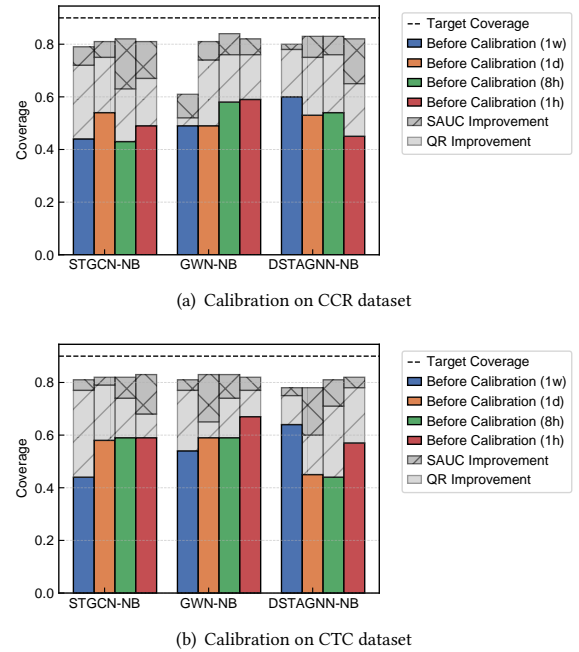 Coverage
0.8
0.6
0.4
0.2
0.0
STGCN-NB GWN-NB DSTAGNN-NB
Target Coverage
Before Calibration (1w)
Before Calibration (1d)
Before Calibration (8h)
Before Calibration (1h)
SAUC Improvement
QR Improvement
(a) Calibration on CCR dataset
Coverage
0.8
0.6
0.4
0.2
0.0
STGCN-NB GWN-NB DSTAGNN-NB
Target Coverage
Before Calibration (1w)
Before Calibration (1d)
Before Calibration (8h)
Before Calibration (1h)
SAUC Improvement
QR Improvement
(b) Calibration on CTC dataset